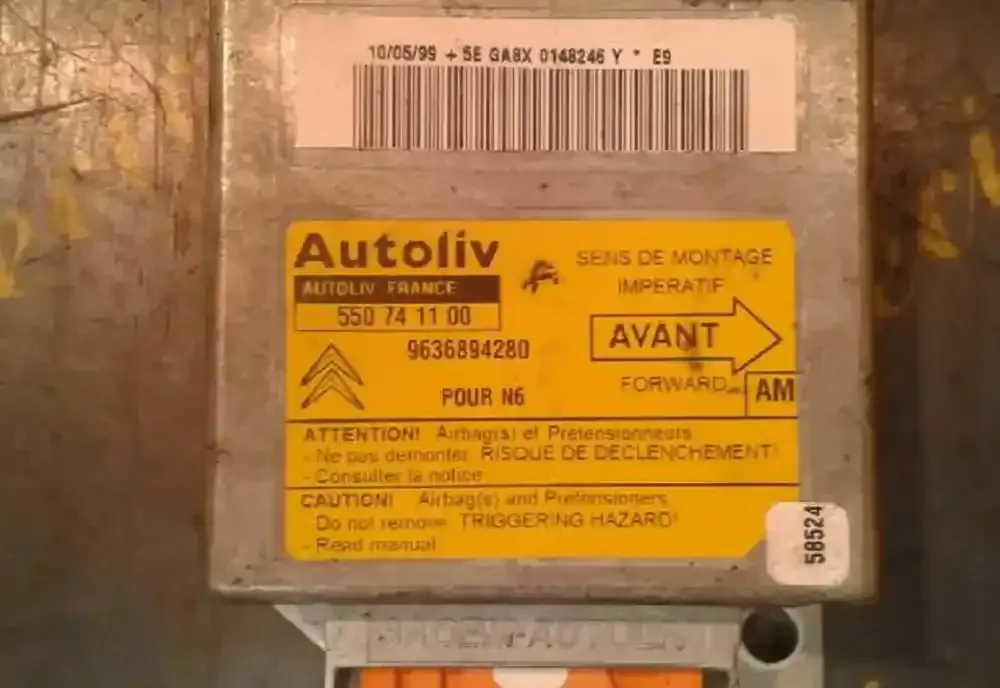 10/05/99 + 5E GA8X 0148246 Y * E9
Autoliv
AUTOLIV FRANCE
550 74 11 00
9636894280
POUR N6
SENS DE MONTAGE
IMPERATIF
AVANT
FORWARD
AM
ATTENTION! Airbag(s) et Pretensionneurs
- Ne pas demonter RISQUE DE DECLENCHEMENT!
- Consulter la notice
CAUTION! Airbag(s) and Pretensioners
- Do not remove TRIGGERING HAZARD!
- Read manual
58524